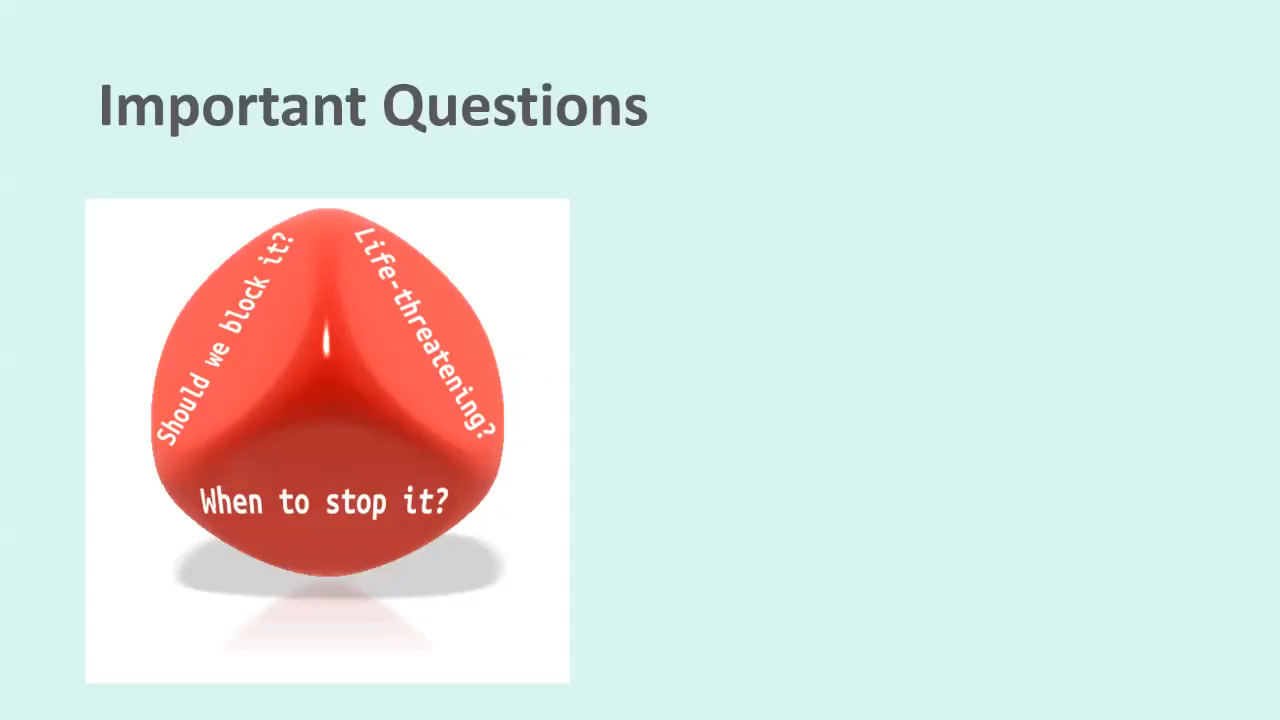 Important Questions
Should we block it?
Life-threatening?
When to stop it?